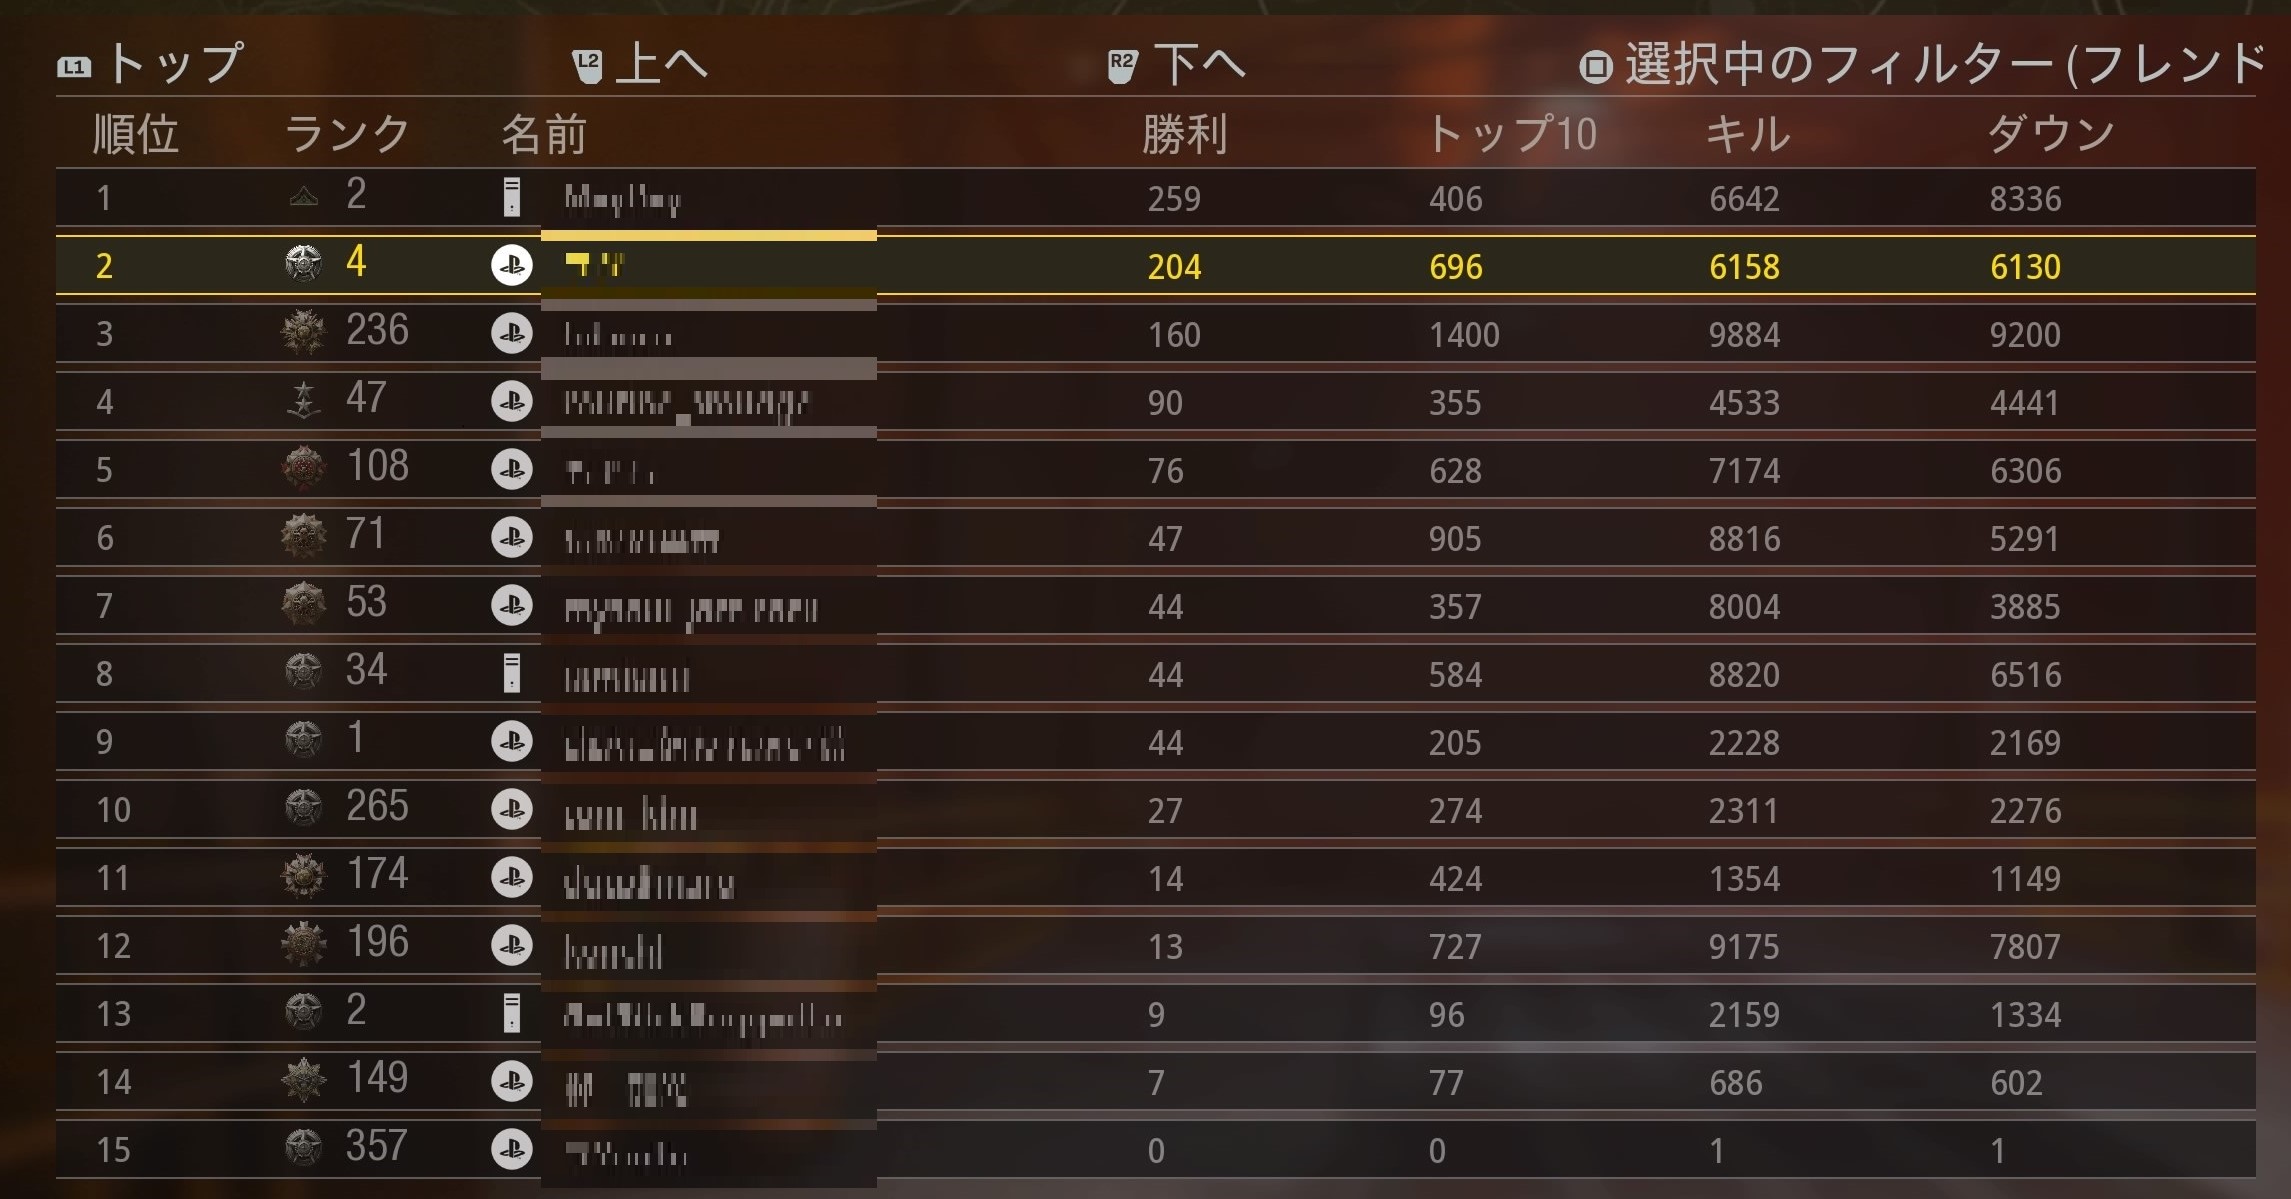 L1 トップ L2 上へ R2 下へ 選択中のフィルター (フレンド
順位 ランク 名前 勝利 トップ10 キル ダウン
1 2 259 406 6642 8336
2 4 204 696 6158 6130
3 236 160 1400 9884 9200
4 47 90 355 4533 4441
5 108 76 628 7174 6306
6 71 47 905 8816 5291
7 53 44 357 8004 3885
8 34 44 584 8820 6516
9 1 44 205 2228 2169
10 265 27 274 2311 2276
11 174 14 424 1354 1149
12 196 13 727 9175 7807
13 2 9 96 2159 1334
14 149 7 77 686 602
15 357 0 0 1 1